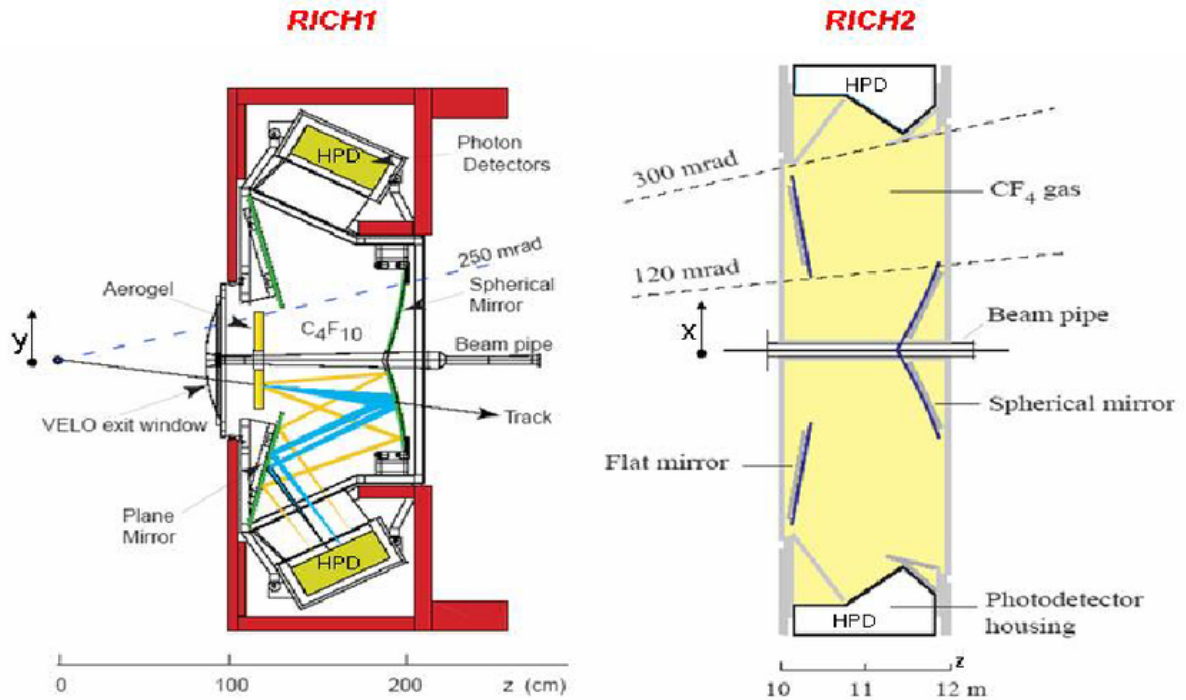 RICH1
HPD
Photon
Detectors
250 mrad
Spherical
Mirror
Aerogel
C4F10
Beam pipe
y
VELO exit window
Track
Plane
Mirror
HPD
0 100 200 z (cm)
RICH2
HPD
300 mrad
CF4 gas
120 mrad
x
Beam pipe
Spherical mirror
Flat mirror
Photodetector
housing
HPD
z
10 11 12 m